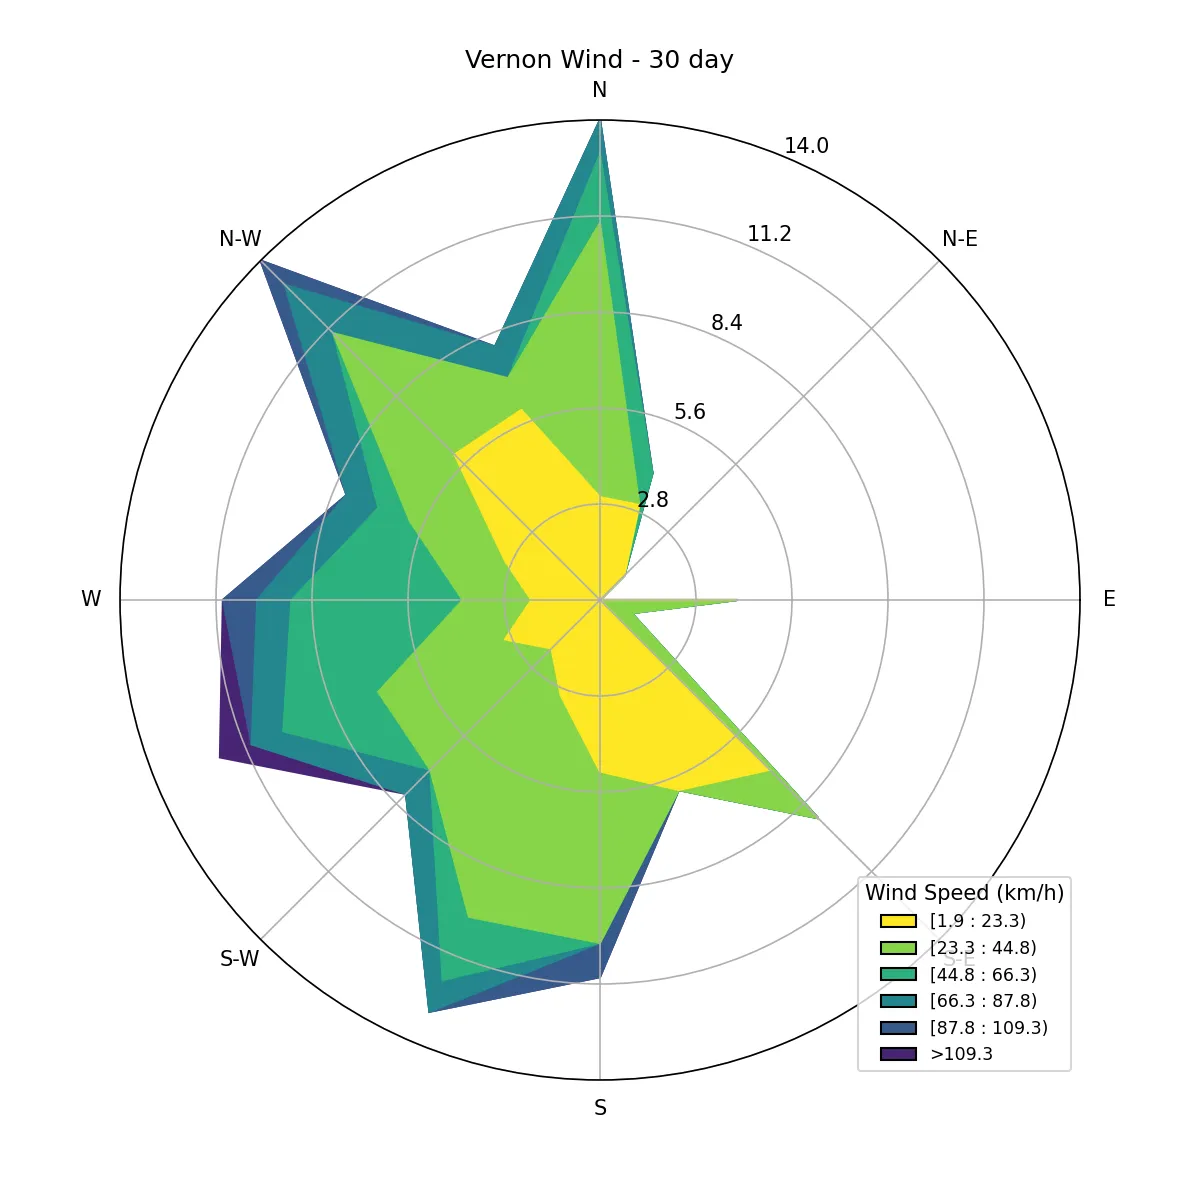 Vernon Wind - 30 day
N
14.0
11.2
N-W
N-E
8.4
5.6
2.8
W
E
Wind Speed (km/h)
[1.9 : 23.3)
[23.3 : 44.8)
S-W
S-E
[44.8 : 66.3)
[66.3 : 87.8)
[87.8 : 109.3)
>109.3
S